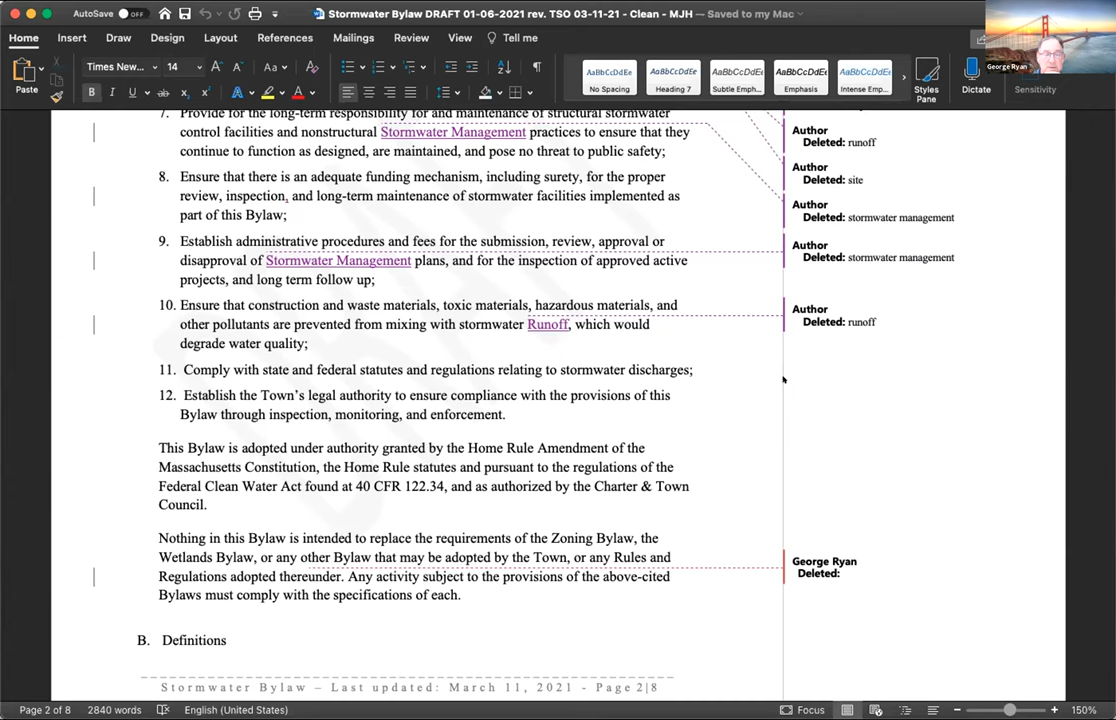 AutoSave OFF
Stormwater Bylaw DRAFT 01-06-2021 rev. TSO 03-11-21 - Clean - MJH — Saved to my Mac
Home Insert Draw Design Layout References Mailings Review View Tell me
George Ryan
Paste
Times New... 14
AaBbCcDdEe AaBbCcDdEe AaBbCcDdEe AaBbCcDdEe AaBbCcDdEe
No Spacing Heading 7 Subtle Emph... Emphasis Intense Emp...
Styles Pane
Dictate
Sensitivity
7. Provide for the long-term responsibility for and maintenance of structural stormwater
control facilities and nonstructural Stormwater Management practices to ensure that they
continue to function as designed, are maintained, and pose no threat to public safety;
8. Ensure that there is an adequate funding mechanism, including surety, for the proper
review, inspection, and long-term maintenance of stormwater facilities implemented as
part of this Bylaw;
9. Establish administrative procedures and fees for the submission, review, approval or
disapproval of Stormwater Management plans, and for the inspection of approved active
projects, and long term follow up;
10. Ensure that construction and waste materials, toxic materials, hazardous materials, and
other pollutants are prevented from mixing with stormwater Runoff, which would
degrade water quality;
11. Comply with state and federal statutes and regulations relating to stormwater discharges;
12. Establish the Town's legal authority to ensure compliance with the provisions of this
Bylaw through inspection, monitoring, and enforcement.
This Bylaw is adopted under authority granted by the Home Rule Amendment of the
Massachusetts Constitution, the Home Rule statutes and pursuant to the regulations of the
Federal Clean Water Act found at 40 CFR 122.34, and as authorized by the Charter & Town
Council.
Nothing in this Bylaw is intended to replace the requirements of the Zoning Bylaw, the
Wetlands Bylaw, or any other Bylaw that may be adopted by the Town, or any Rules and
Regulations adopted thereunder. Any activity subject to the provisions of the above-cited
Bylaws must comply with the specifications of each.
B. Definitions
Stormwater Bylaw – Last updated: March 11, 2021 - Page 2|8
Author
Deleted: runoff
Author
Deleted: site
Author
Deleted: stormwater management
Author
Deleted: stormwater management
Author
Deleted: runoff
George Ryan
Deleted:
DRAFT
Page 2 of 8 2840 words English (United States) Focus 150%